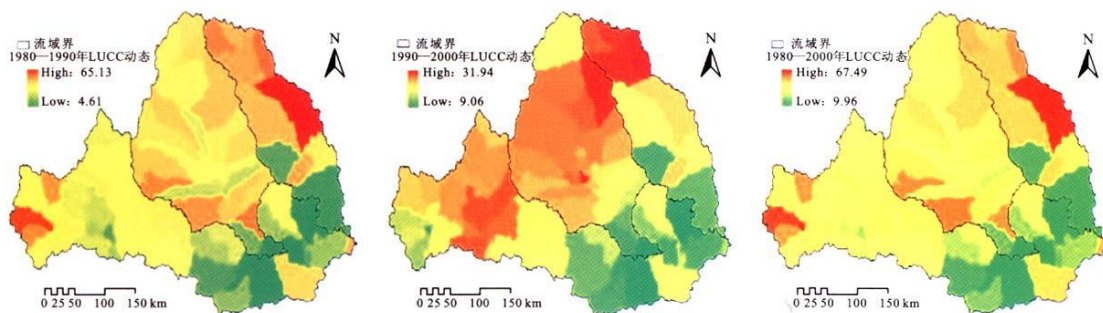 流域界
1980—1990年LUCC动态
High：65.13
Low：4.61
N
0 25 50 100 150 km
流域界
1990—2000年LUCC动态
High：31.94
Low：9.06
N
0 25 50 100 150 km
流域界
1980—2000年LUCC动态
High：67.49
Low：9.96
N
0 25 50 100 150 km